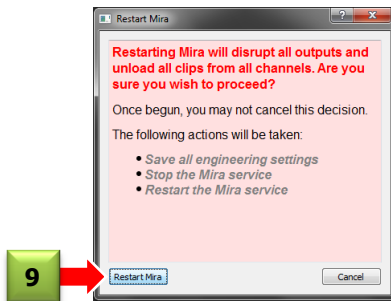 Restart Mira
Restarting Mira will disrupt all outputs and
unload all clips from all channels. Are you
sure you wish to proceed?
Once begun, you may not cancel this decision.
The following actions will be taken:
• Save all engineering settings
• Stop the Mira service
• Restart the Mira service
9
Restart Mira
Cancel